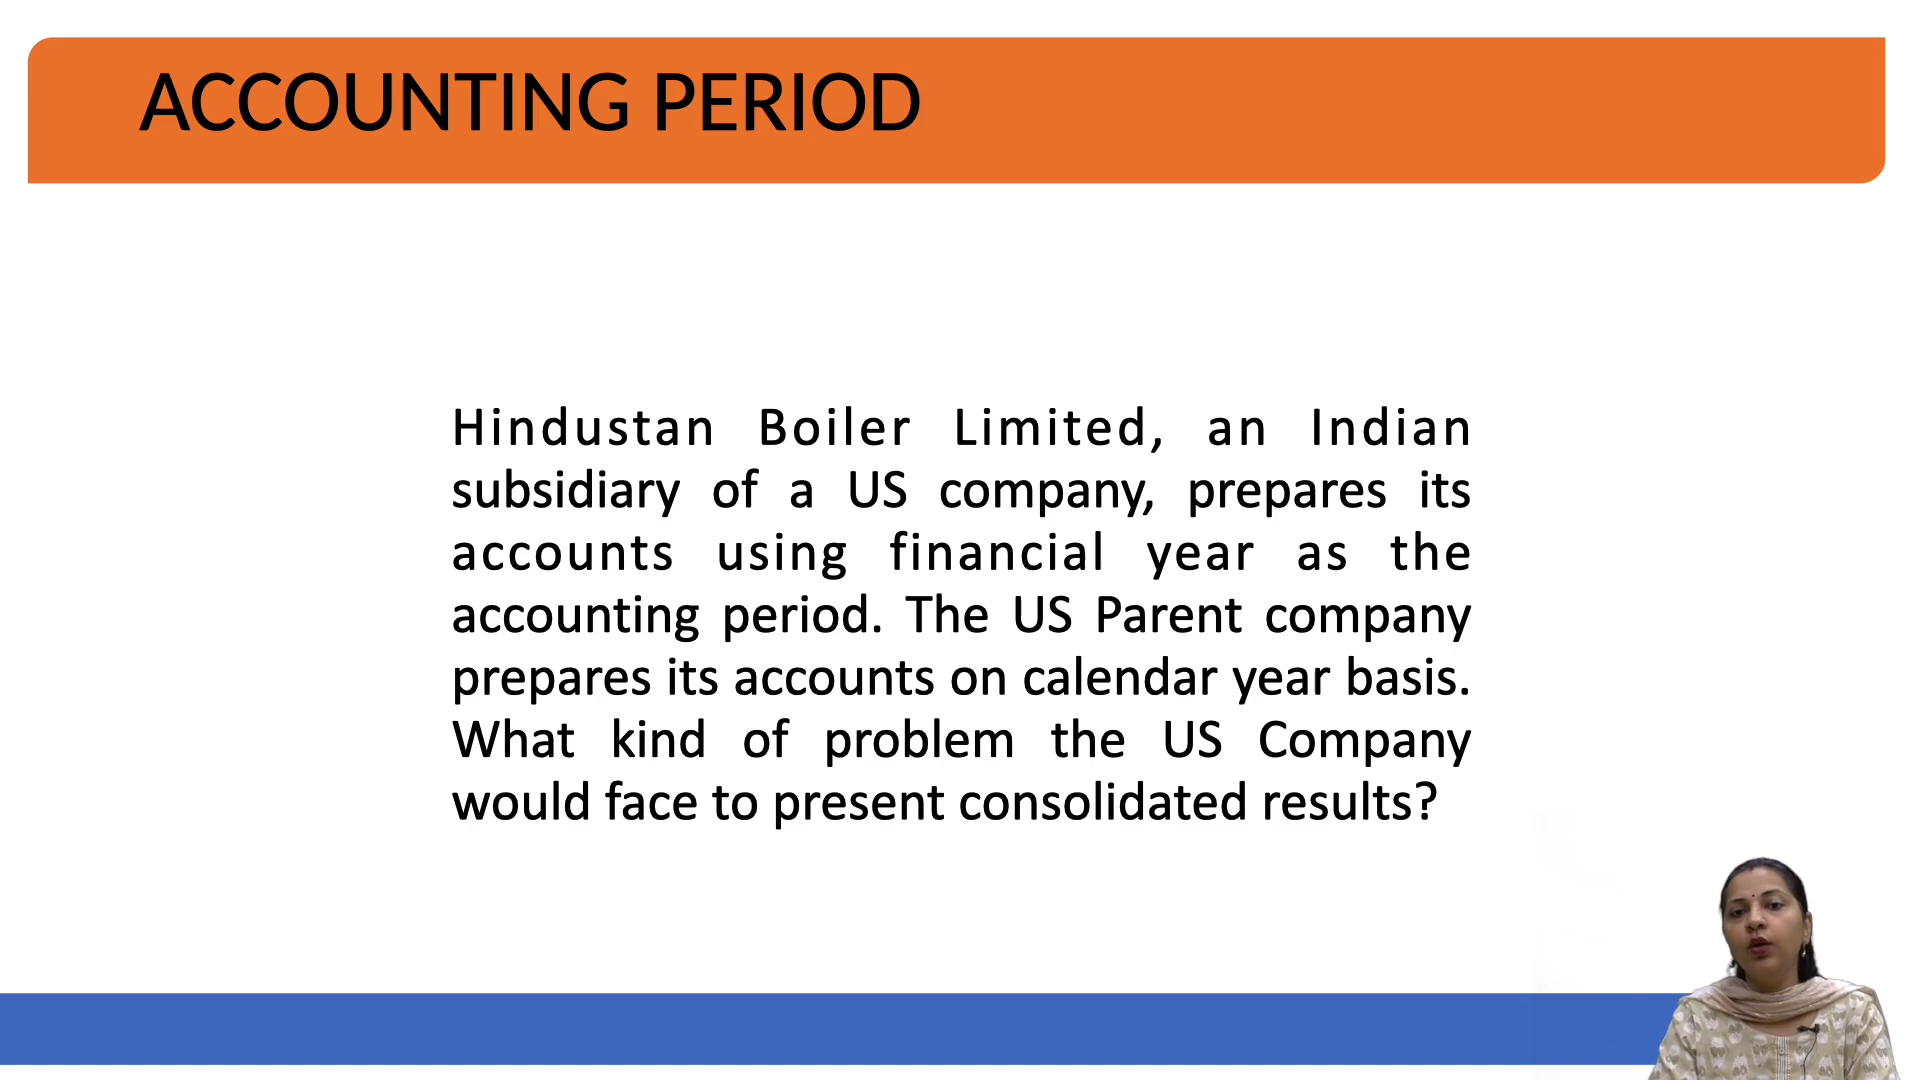 ACCOUNTING PERIOD
Hindustan Boiler Limited, an Indian
subsidiary of a US company, prepares its
accounts using financial year as the
accounting period. The US Parent company
prepares its accounts on calendar year basis.
What kind of problem the US Company
would face to present consolidated results?